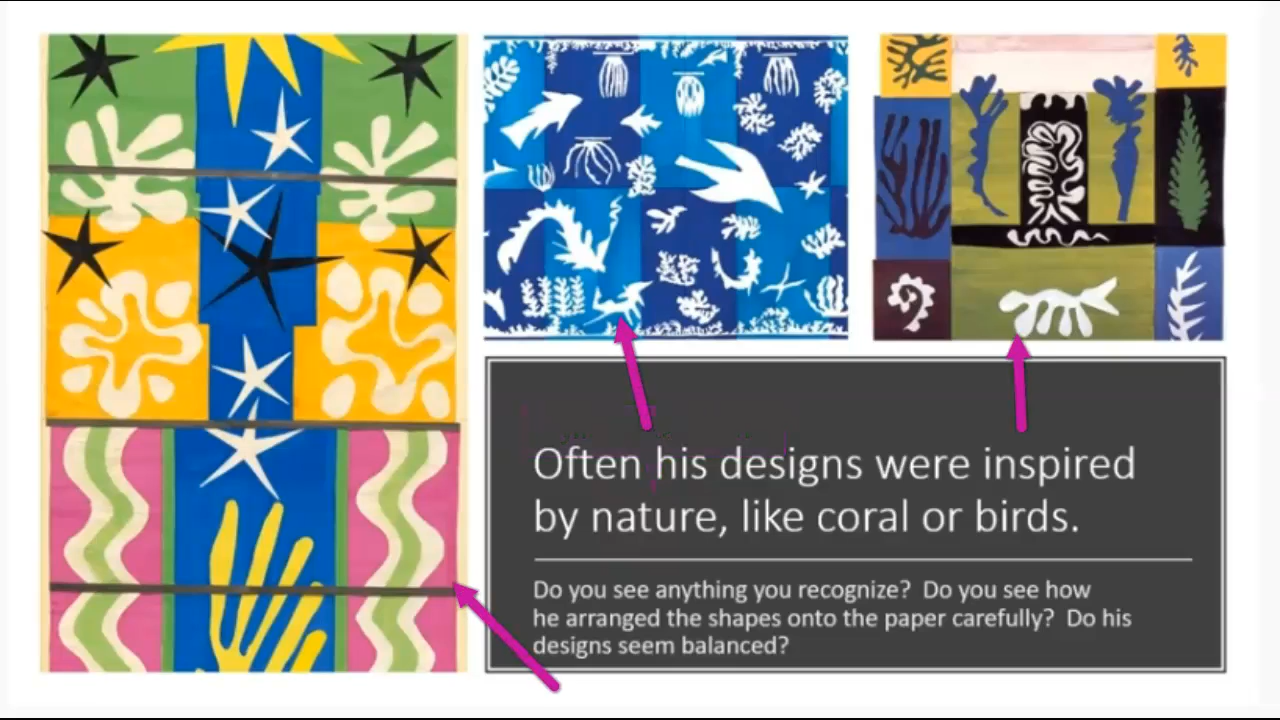 Often his designs were inspired
by nature, like coral or birds.
Do you see anything you recognize?  Do you see how
he arranged the shapes onto the paper carefully?  Do his
designs seem balanced?